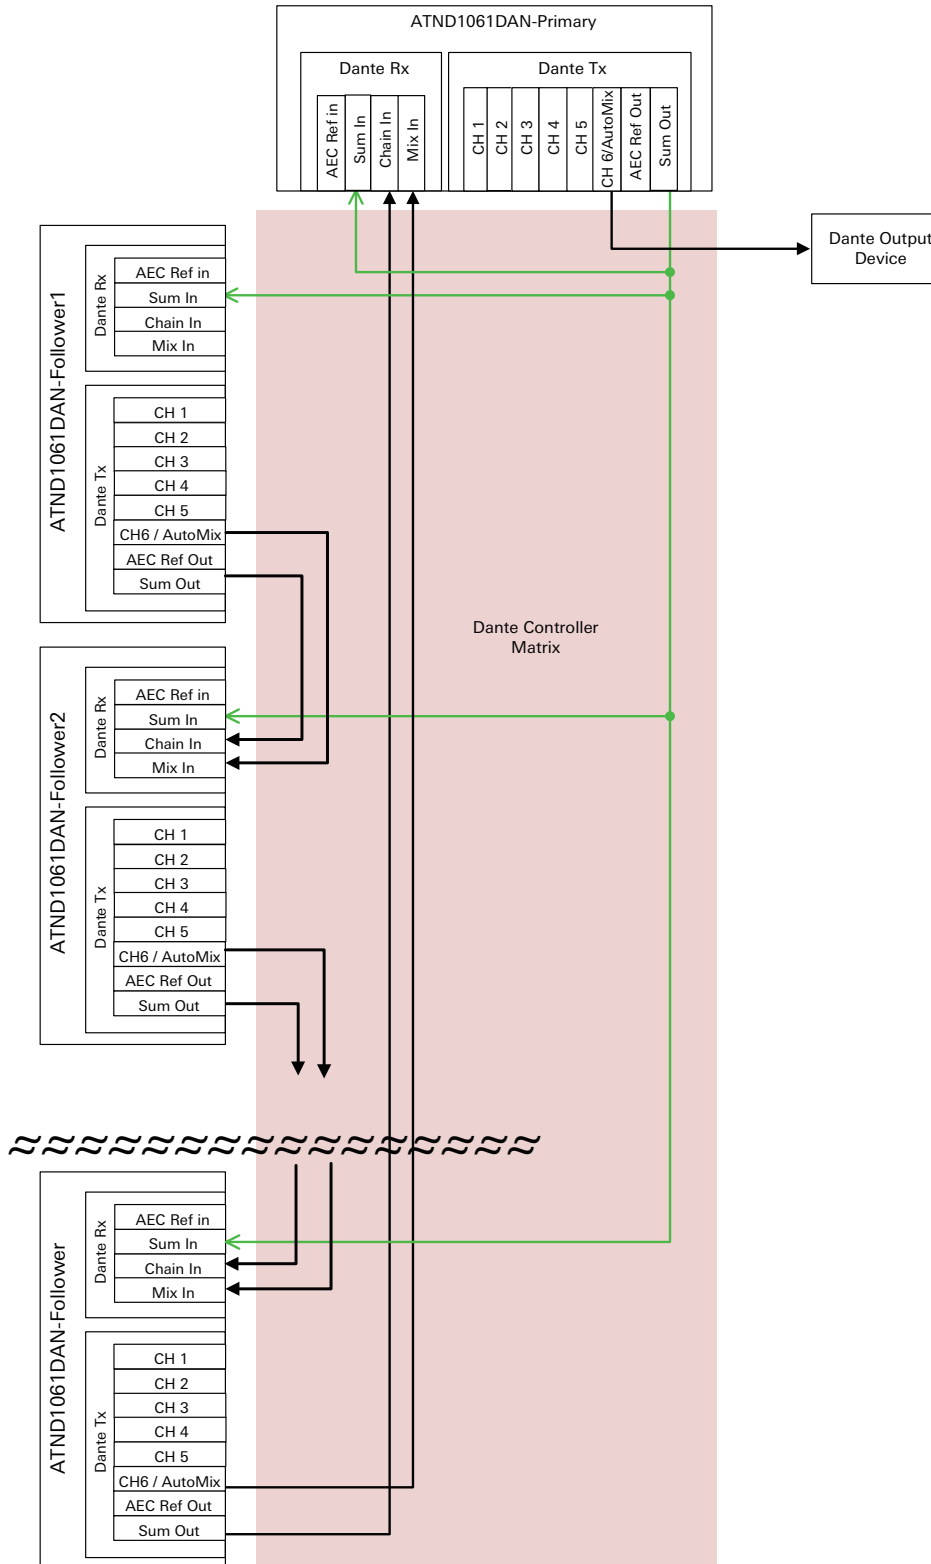 ATND1061DAN-Primary
Dante Rx
Dante Tx
AEC Ref in
Sum In
Chain In
Mix In
CH 1
CH 2
CH 3
CH 4
CH 5
CH 6/AutoMix
AEC Ref Out
Sum Out
Dante Output
Device
ATND1061DAN-Follower1
Dante Rx
AEC Ref in
Sum In
Chain In
Mix In
Dante Tx
CH 1
CH 2
CH 3
CH 4
CH 5
CH6 / AutoMix
AEC Ref Out
Sum Out
Dante Controller
Matrix
ATND1061DAN-Follower2
Dante Rx
AEC Ref in
Sum In
Chain In
Mix In
Dante Tx
CH 1
CH 2
CH 3
CH 4
CH 5
CH6 / AutoMix
AEC Ref Out
Sum Out
ATND1061DAN-Follower
Dante Rx
AEC Ref in
Sum In
Chain In
Mix In
Dante Tx
CH 1
CH 2
CH 3
CH 4
CH 5
CH6 / AutoMix
AEC Ref Out
Sum Out